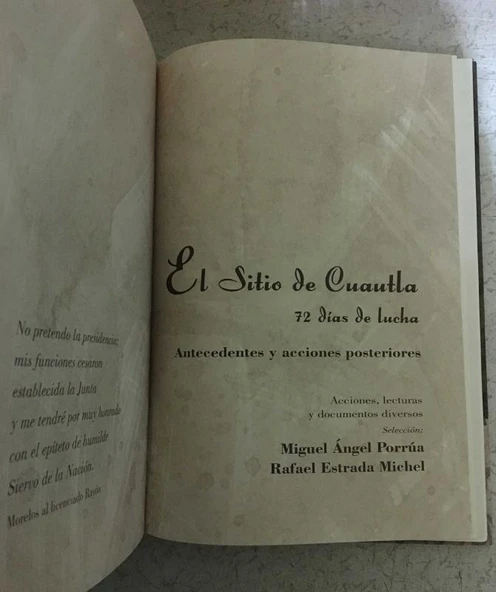 No pretendo la presidencia;
mis funciones cesaron
establecida la Junta
y me tendré por muy honrado
con el epíteto de humilde
Siervo de la Nación.
Morelos al licenciado Rayón
El Sitio de Cuautla
72 días de lucha
Antecedentes y acciones posteriores
Acciones, lecturas
y documentos diversos
Selección:
Miguel Ángel Porrúa
Rafael Estrada Michel